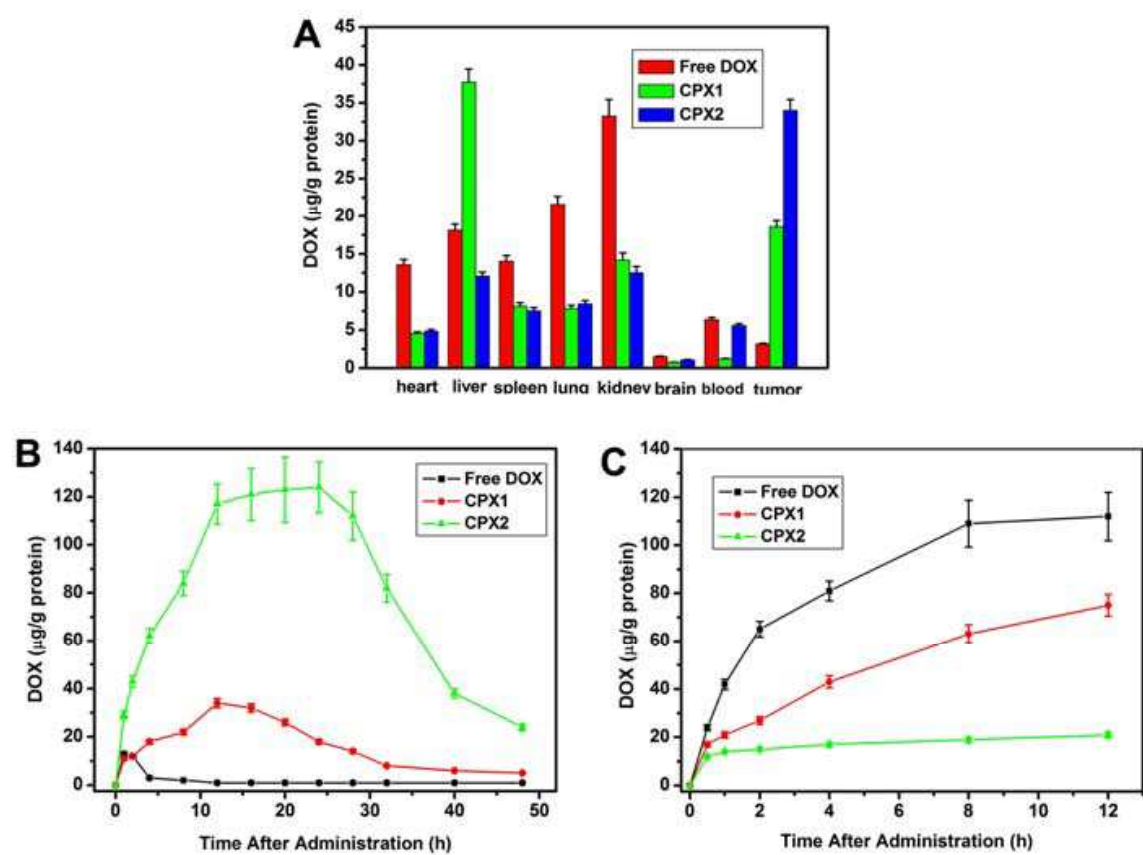 A
45
40
35
30
25
20
15
10
5
0
DOX (µg/g protein)
Free DOX
CPX1
CPX2
heart liver spleen lung kidney brain blood tumor
B
140
120
100
80
60
40
20
0
DOX (µg/g protein)
Free DOX
CPX1
CPX2
0 10 20 30 40 50
Time After Administration (h)
C
140
120
100
80
60
40
20
0
DOX (µg/g protein)
Free DOX
CPX1
CPX2
0 2 4 6 8 10 12
Time After Administration (h)